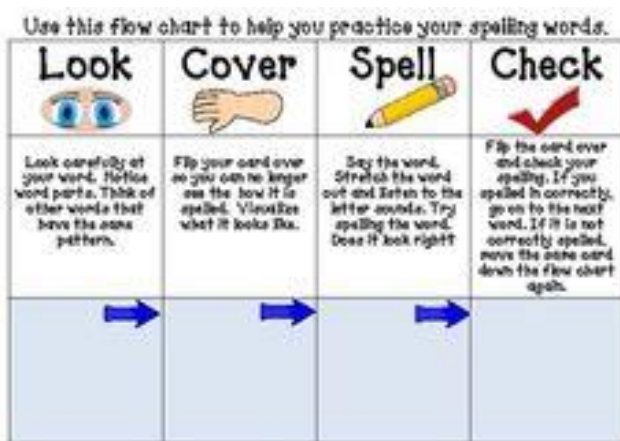 Use this flow chart to help you practice your spelling words.
Look
Cover
Spell
Check
Look carefully at
your word. Notice
word parts. Think of
other words that
have the same
pattern.
Flip your card over
so you can no longer
see the how it is
spelled. Visualize
what it looks like.
Say the word.
Stretch the word
out and listen to the
letter sounds. Try
spelling the word.
Does it look right?
Flip the card over
and check your
spelling. If you
spelled in correctly,
go on to the next
word. If it is not
correctly spelled,
move the same card
down the flow chart
again.